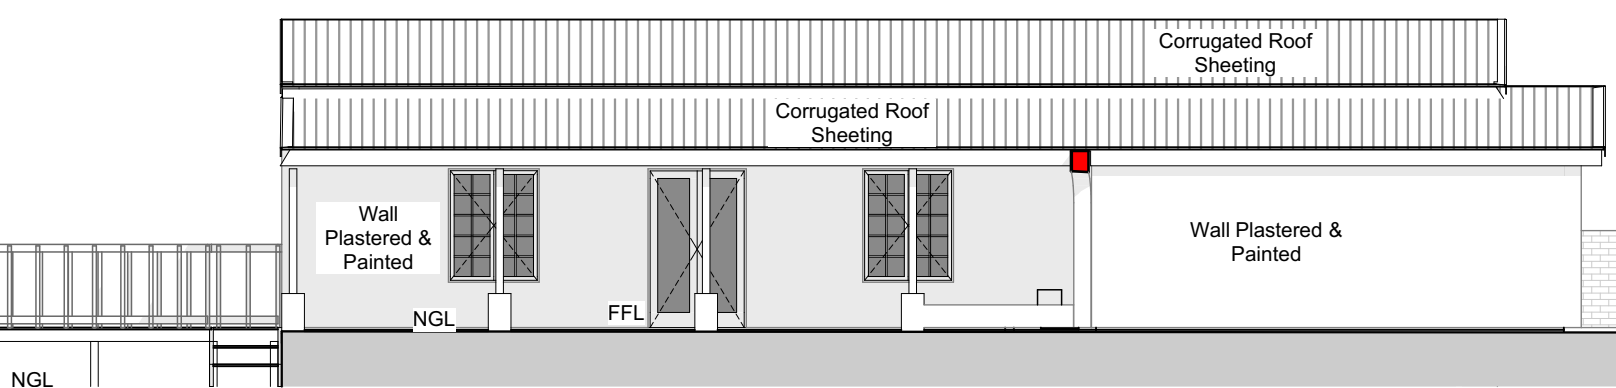 Corrugated Roof
Sheeting
Corrugated Roof
Sheeting
Wall
Plastered &
Painted
Wall Plastered &
Painted
NGL
FFL
NGL